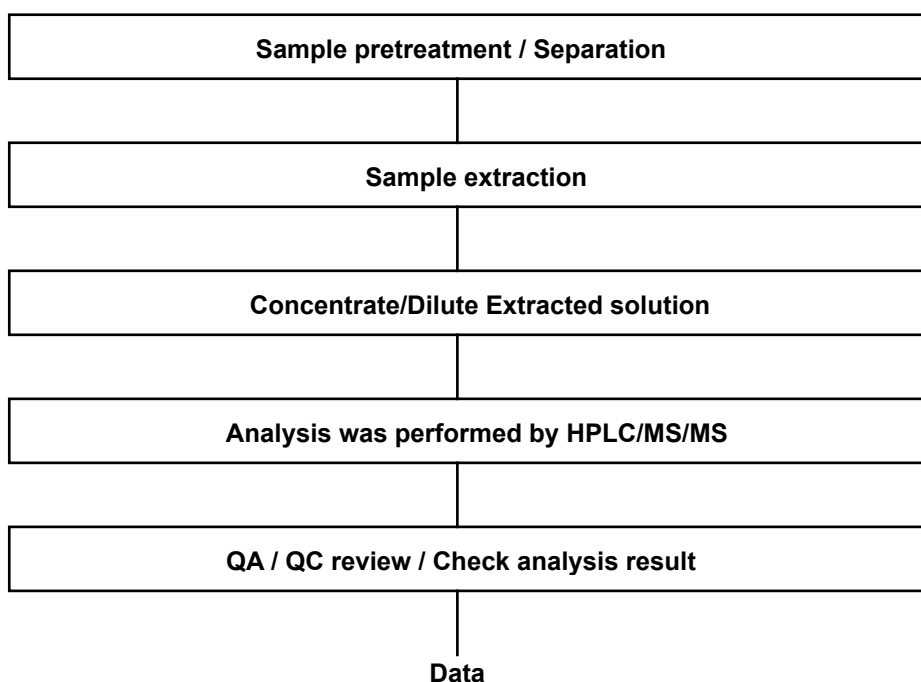 Sample pretreatment / Separation
Sample extraction
Concentrate/Dilute Extracted solution
Analysis was performed by HPLC/MS/MS
QA / QC review / Check analysis result
Data